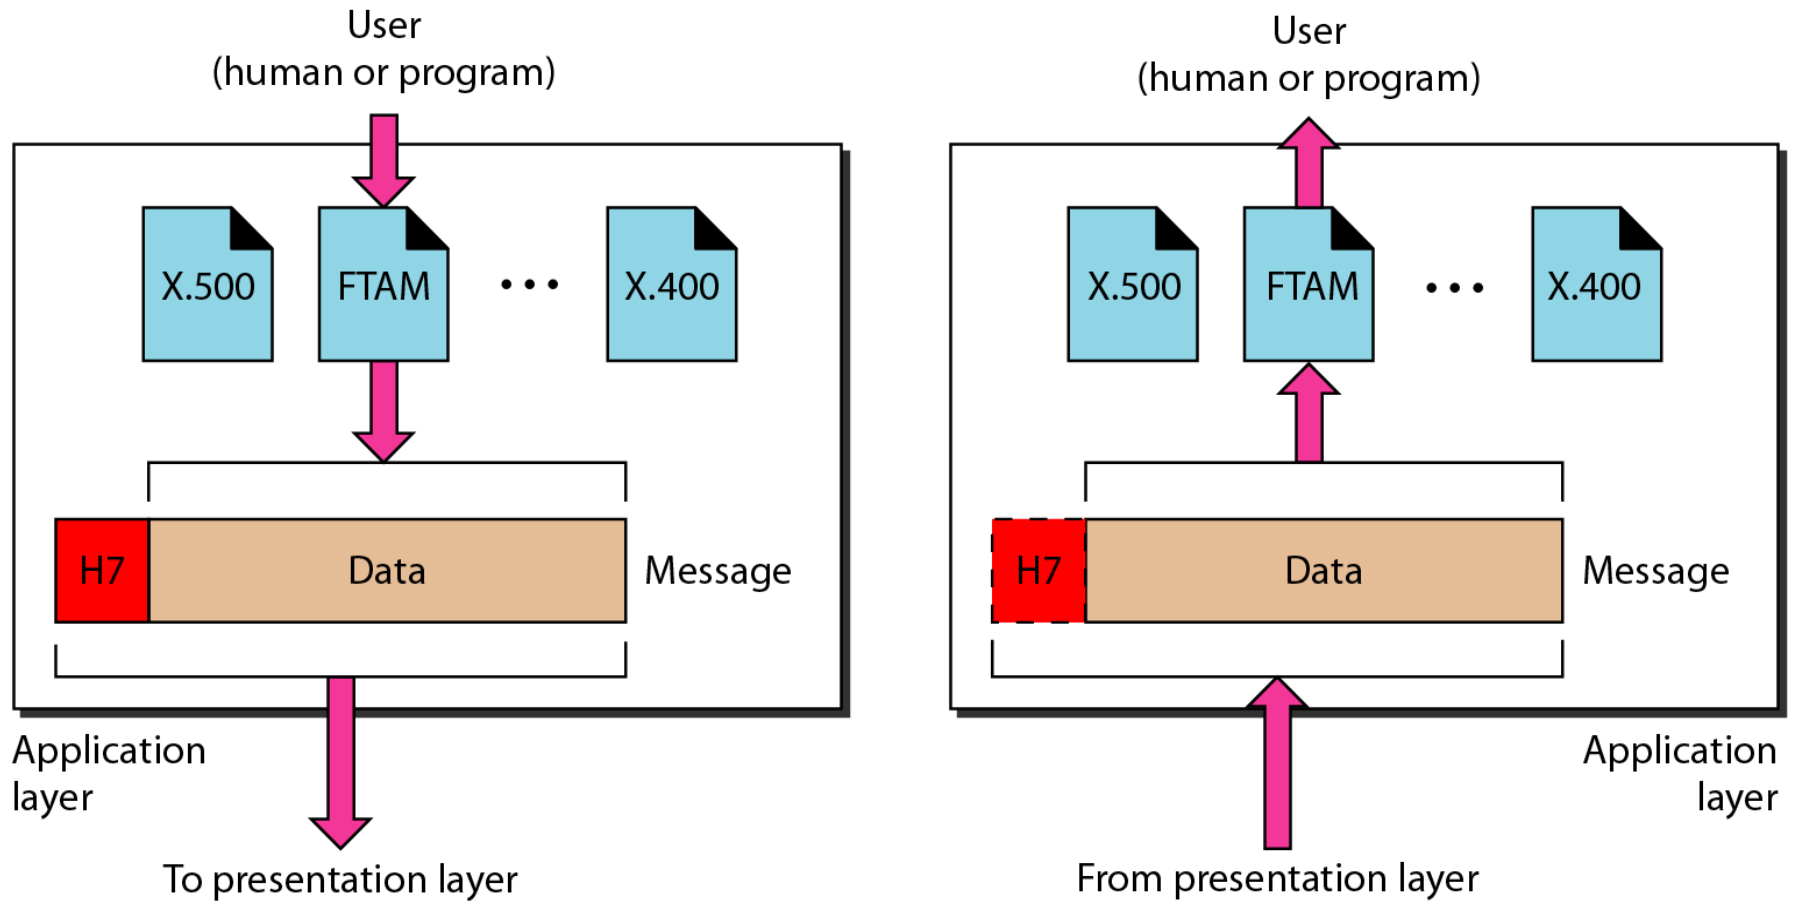 User
(human or program)
X.500
FTAM
...
X.400
H7
Data
Message
Application
layer
To presentation layer
User
(human or program)
X.500
FTAM
...
X.400
H7
Data
Message
Application
layer
From presentation layer